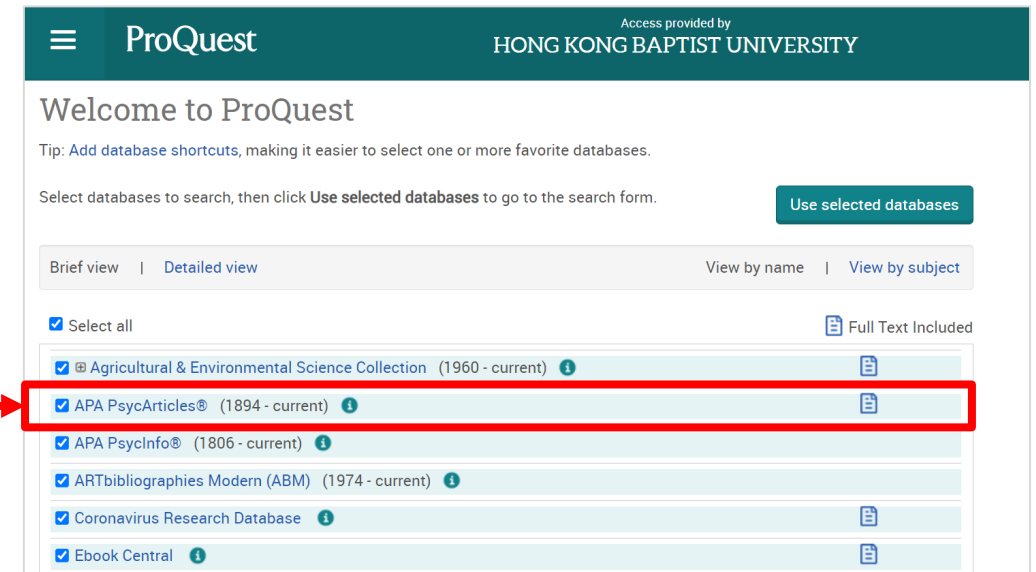 ProQuest
Access provided by
HONG KONG BAPTIST UNIVERSITY
Welcome to ProQuest
Tip: Add database shortcuts, making it easier to select one or more favorite databases.
Select databases to search, then click Use selected databases to go to the search form.
Use selected databases
Brief view | Detailed view View by name | View by subject
Select all Full Text Included
Agricultural & Environmental Science Collection (1960 - current)
APA PsycArticles® (1894 - current)
APA PsycInfo® (1806 - current)
ARTbibliographies Modern (ABM) (1974 - current)
Coronavirus Research Database
Ebook Central